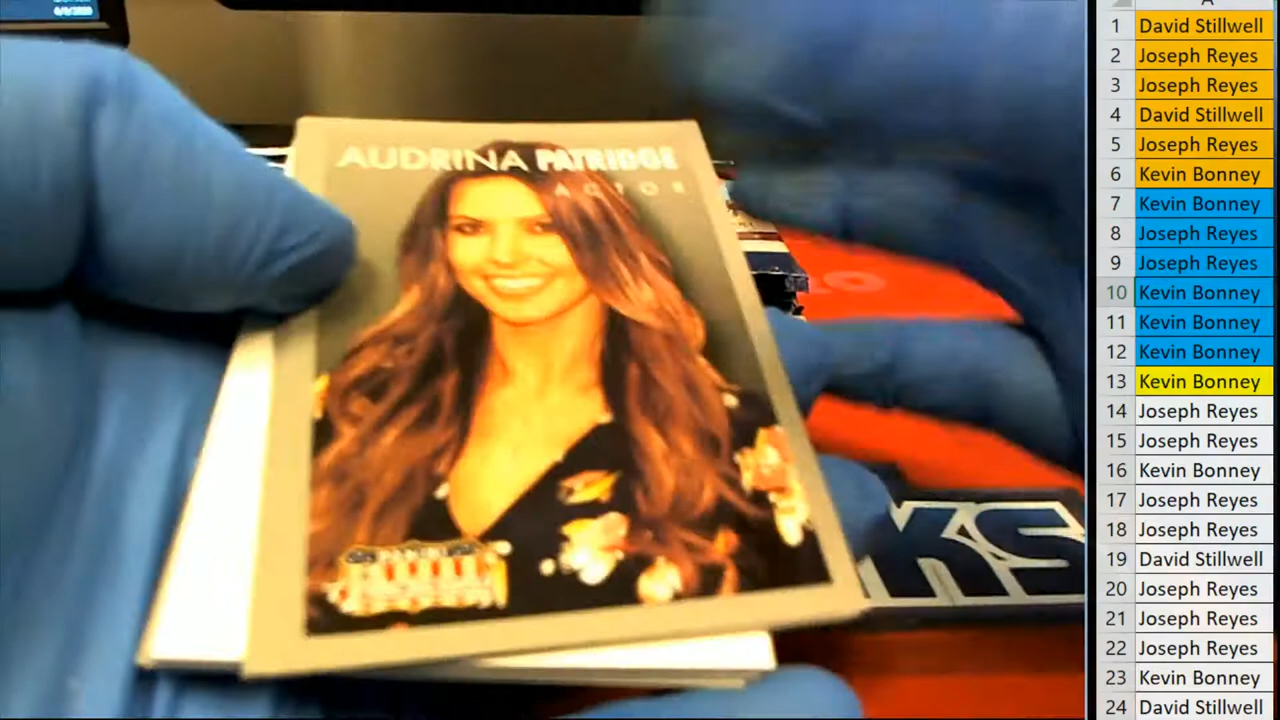 AUDRINA PATRIDGE
ACTOR
PANINI
KS
A
1 David Stillwell
2 Joseph Reyes
3 Joseph Reyes
4 David Stillwell
5 Joseph Reyes
6 Kevin Bonney
7 Kevin Bonney
8 Joseph Reyes
9 Joseph Reyes
10 Kevin Bonney
11 Kevin Bonney
12 Kevin Bonney
13 Kevin Bonney
14 Joseph Reyes
15 Joseph Reyes
16 Kevin Bonney
17 Joseph Reyes
18 Joseph Reyes
19 David Stillwell
20 Joseph Reyes
21 Joseph Reyes
22 Joseph Reyes
23 Kevin Bonney
24 David Stillwell